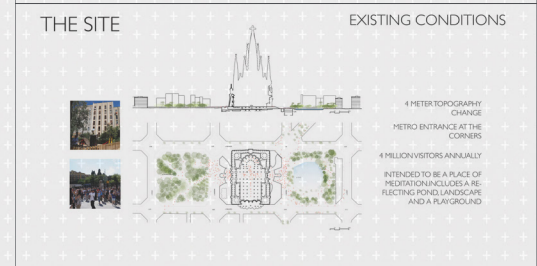 THE SITE
EXISTING CONDITIONS
4 METER TOPOGRAPHY
CHANGE
METRO ENTRANCE AT THE
CORNERS
4 MILLION VISITORS ANNUALLY
INTENDED TO BE A PLACE OF
MEDITATION.INCLUDES A RE-
FLECTING POND, LANDSCAPE
AND A PLAYGROUND